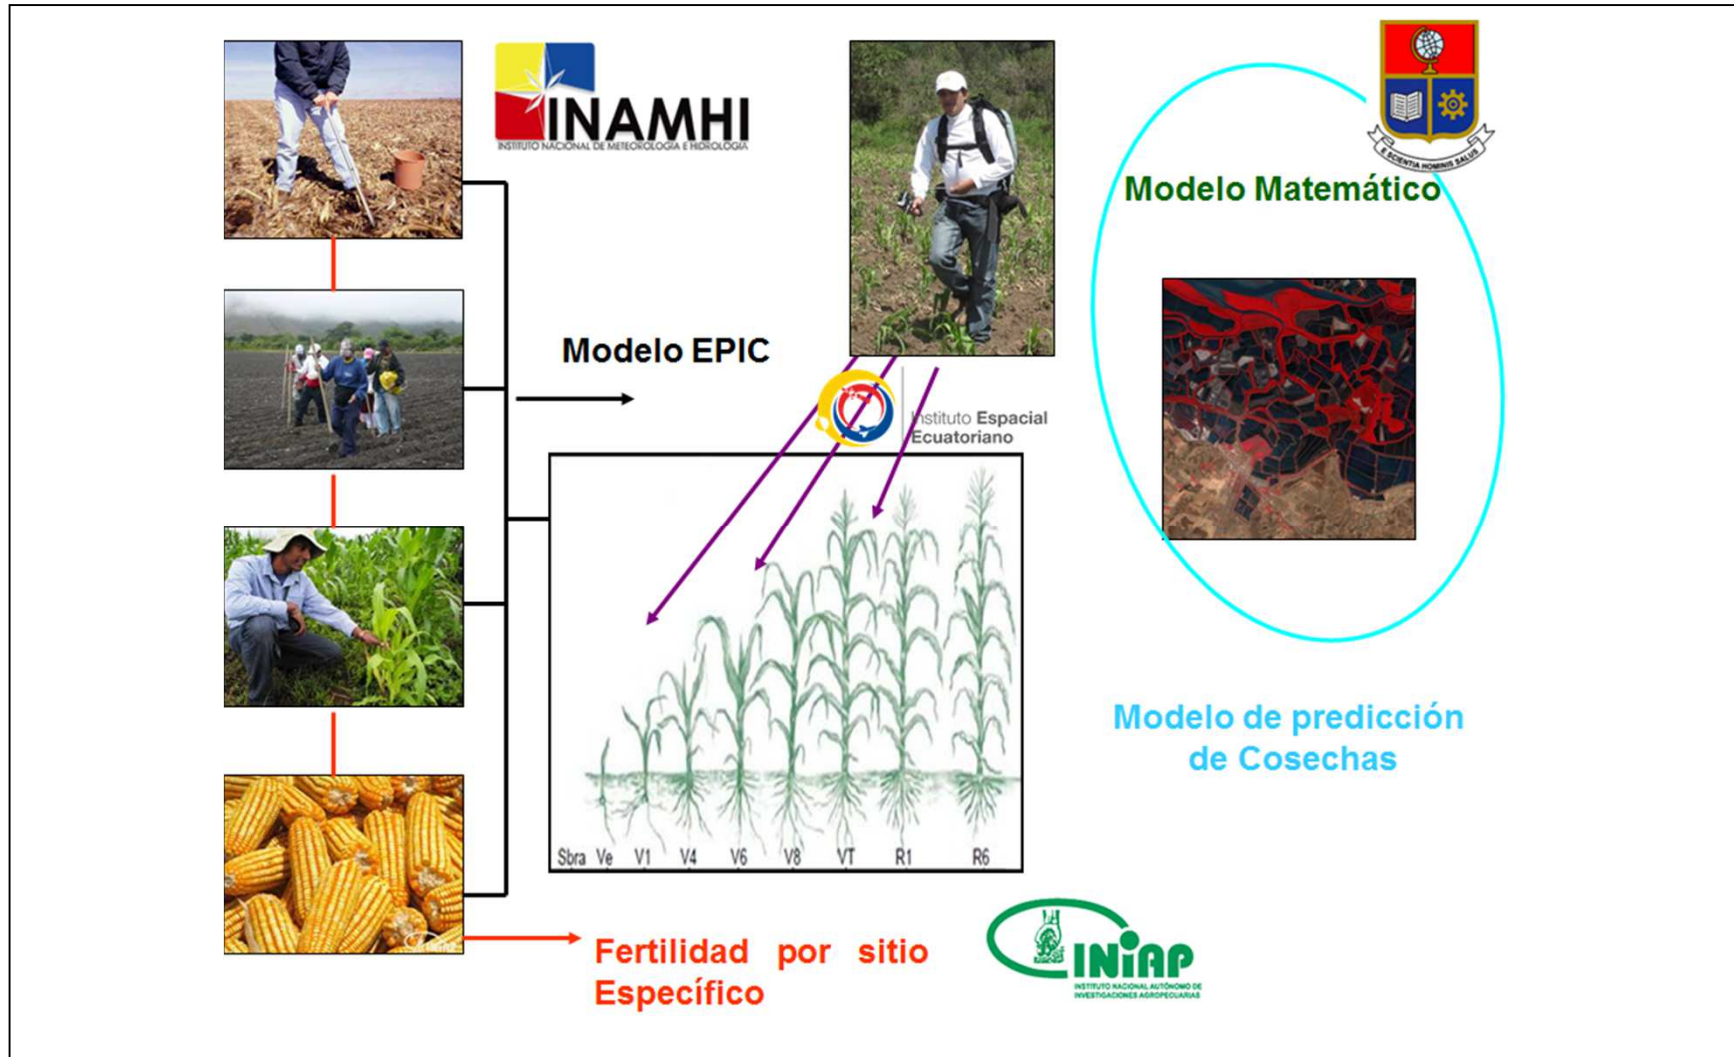 INAMHI
INSTITUTO NACIONAL DE METEOROLOGIA E HIDROLOGIA
E SCIENTIA HOMINIS SALUS
Modelo Matemático
Modelo EPIC
Instituto Espacial
Ecuatoriano
Modelo de predicción
de Cosechas
Sbra Ve V1 V4 V6 V8 VT R1 R6
Fertilidad por sitio
Específico
INIAP
INSTITUTO NACIONAL AUTÓNOMO DE
INVESTIGACIONES AGROPECUARIAS